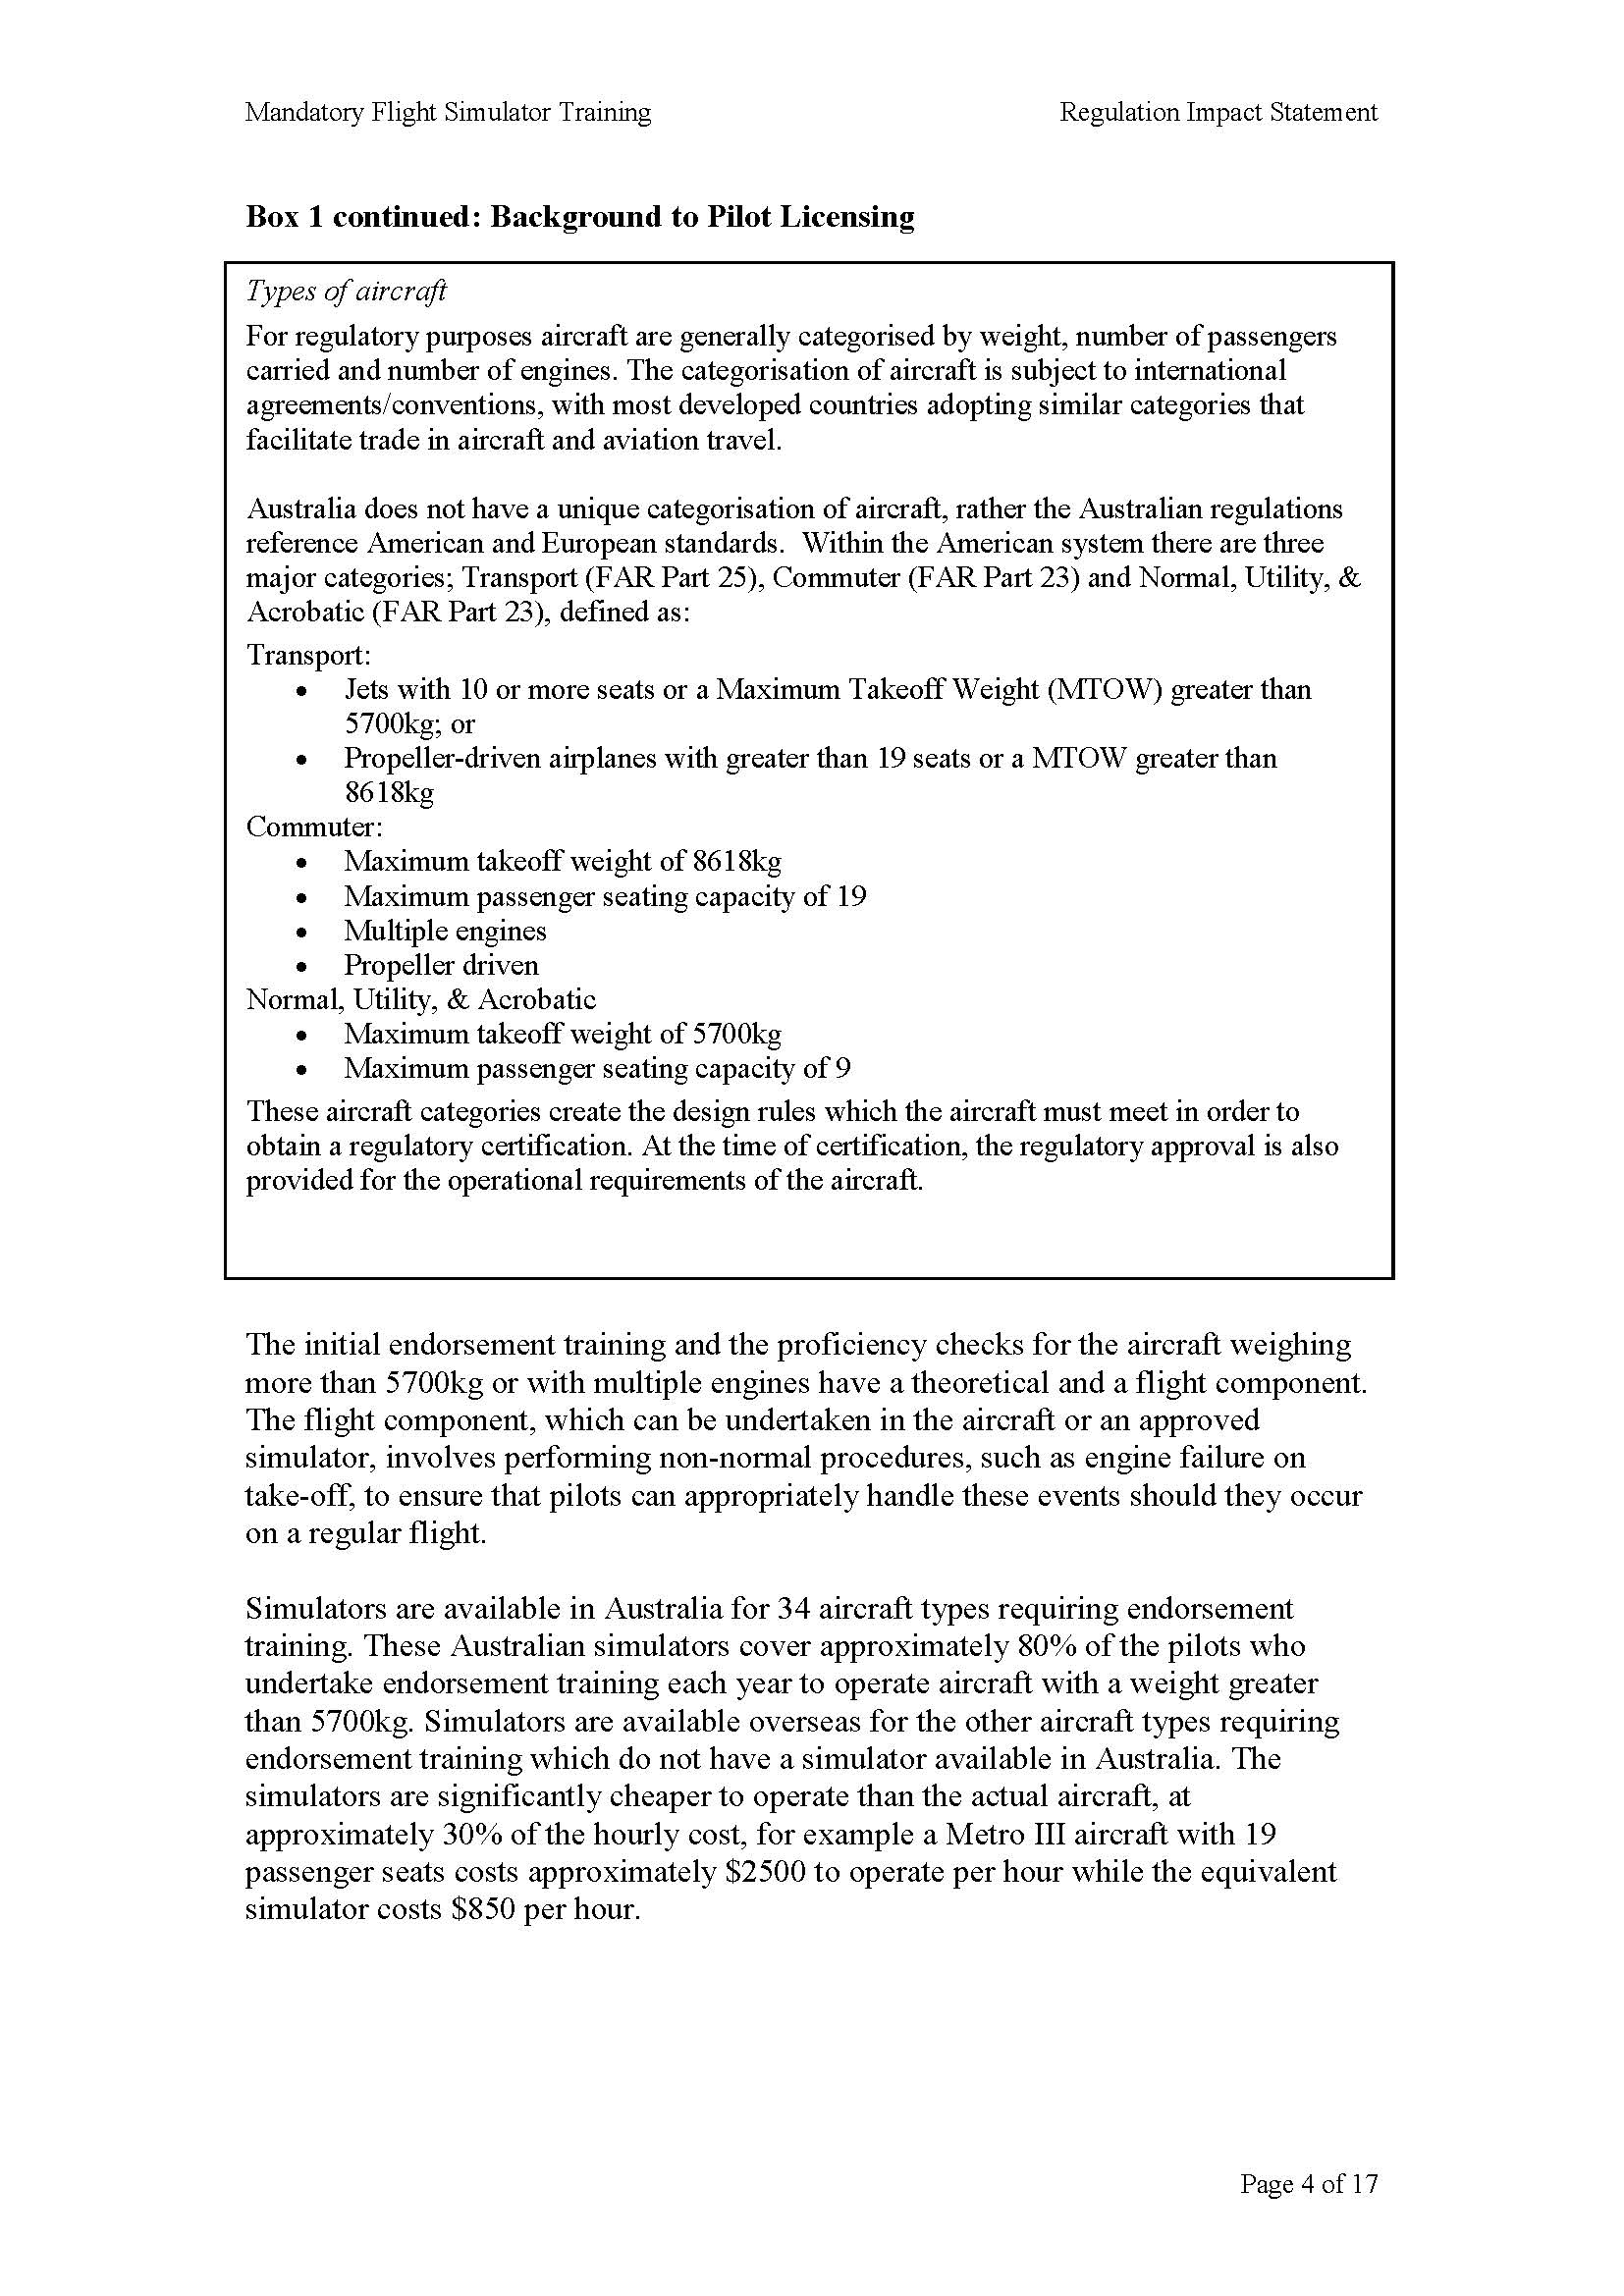 Mandatory Flight Simulator Training Regulation Impact Statement
Box 1 continued: Background to Pilot Licensing
Types of aircraft
For regulatory purposes aircraft are generally categorised by weight, number of passengers
carried and number of engines. The categorisation of aircraft is subject to international
agreements/conventions, with most developed countries adopting similar categories that
facilitate trade in aircraft and aviation travel.
Australia does not have a unique categorisation of aircraft, rather the Australian regulations
reference American and European standards.  Within the American system there are three
major categories; Transport (FAR Part 25), Commuter (FAR Part 23) and Normal, Utility, &
Acrobatic (FAR Part 23), defined as:
Transport:
• Jets with 10 or more seats or a Maximum Takeoff Weight (MTOW) greater than
5700kg; or
• Propeller-driven airplanes with greater than 19 seats or a MTOW greater than
8618kg
Commuter:
• Maximum takeoff weight of 8618kg
• Maximum passenger seating capacity of 19
• Multiple engines
• Propeller driven
Normal, Utility, & Acrobatic
• Maximum takeoff weight of 5700kg
• Maximum passenger seating capacity of 9
These aircraft categories create the design rules which the aircraft must meet in order to
obtain a regulatory certification. At the time of certification, the regulatory approval is also
provided for the operational requirements of the aircraft.
The initial endorsement training and the proficiency checks for the aircraft weighing
more than 5700kg or with multiple engines have a theoretical and a flight component.
The flight component, which can be undertaken in the aircraft or an approved
simulator, involves performing non-normal procedures, such as engine failure on
take-off, to ensure that pilots can appropriately handle these events should they occur
on a regular flight.
Simulators are available in Australia for 34 aircraft types requiring endorsement
training. These Australian simulators cover approximately 80% of the pilots who
undertake endorsement training each year to operate aircraft with a weight greater
than 5700kg. Simulators are available overseas for the other aircraft types requiring
endorsement training which do not have a simulator available in Australia. The
simulators are significantly cheaper to operate than the actual aircraft, at
approximately 30% of the hourly cost, for example a Metro III aircraft with 19
passenger seats costs approximately $2500 to operate per hour while the equivalent
simulator costs $850 per hour.
Page 4 of 17